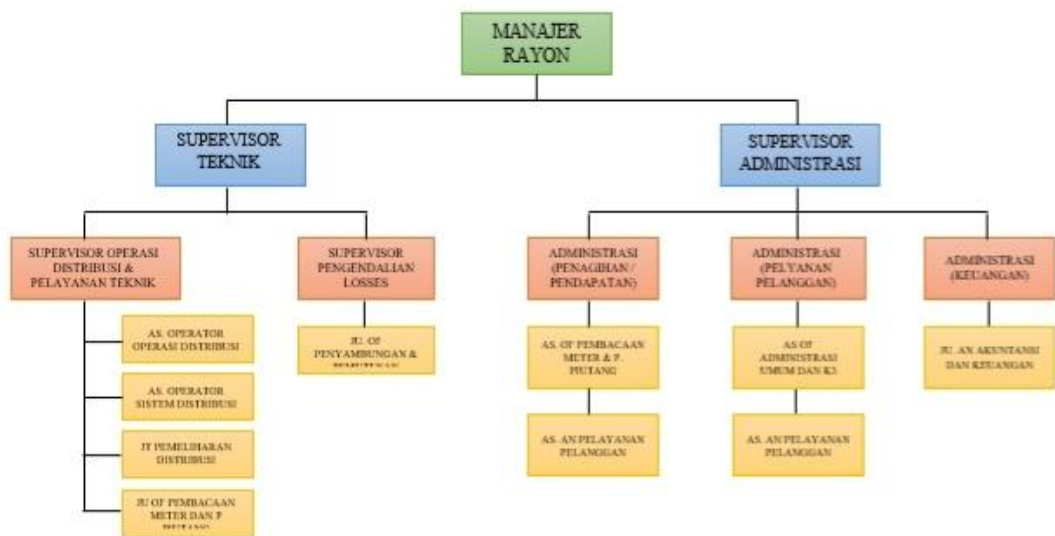 MANAJER
RAYON
SUPERVISOR
TEKNIK
SUPERVISOR
ADMINISTRASI
SUPERVISOR OPERASI
DISTRIBUSI &
PELAYANAN TEKNIK
SUPERVISOR
PENGENDALIAN
LOSSES
ADMINISTRASI
(PENAGIHAN /
PENDAPATAN)
ADMINISTRASI
(PELYANAN
PELANGGAN)
ADMINISTRASI
(KEUANGAN)
AS. OPERATOR
OPERASI DISTRIBUSI
AS. OPERATOR
SISTEM DISTRIBUSI
JT PEMELIHARAN
DISTRIBUSI
JU OF PEMBACAAN
METER DAN P
JU. OF
PENYAMBUNGAN &
AS. OF PEMBACAAN
METER & P.
PIUTANG
AS. AN PELAYANAN
PELANGGAN
AS OF
ADMINISTRASI
UMUM DAN K3
AS. AN PELAYANAN
PELANGGAN
JU. AN AKUNTANSI
DAN KEUANGAN